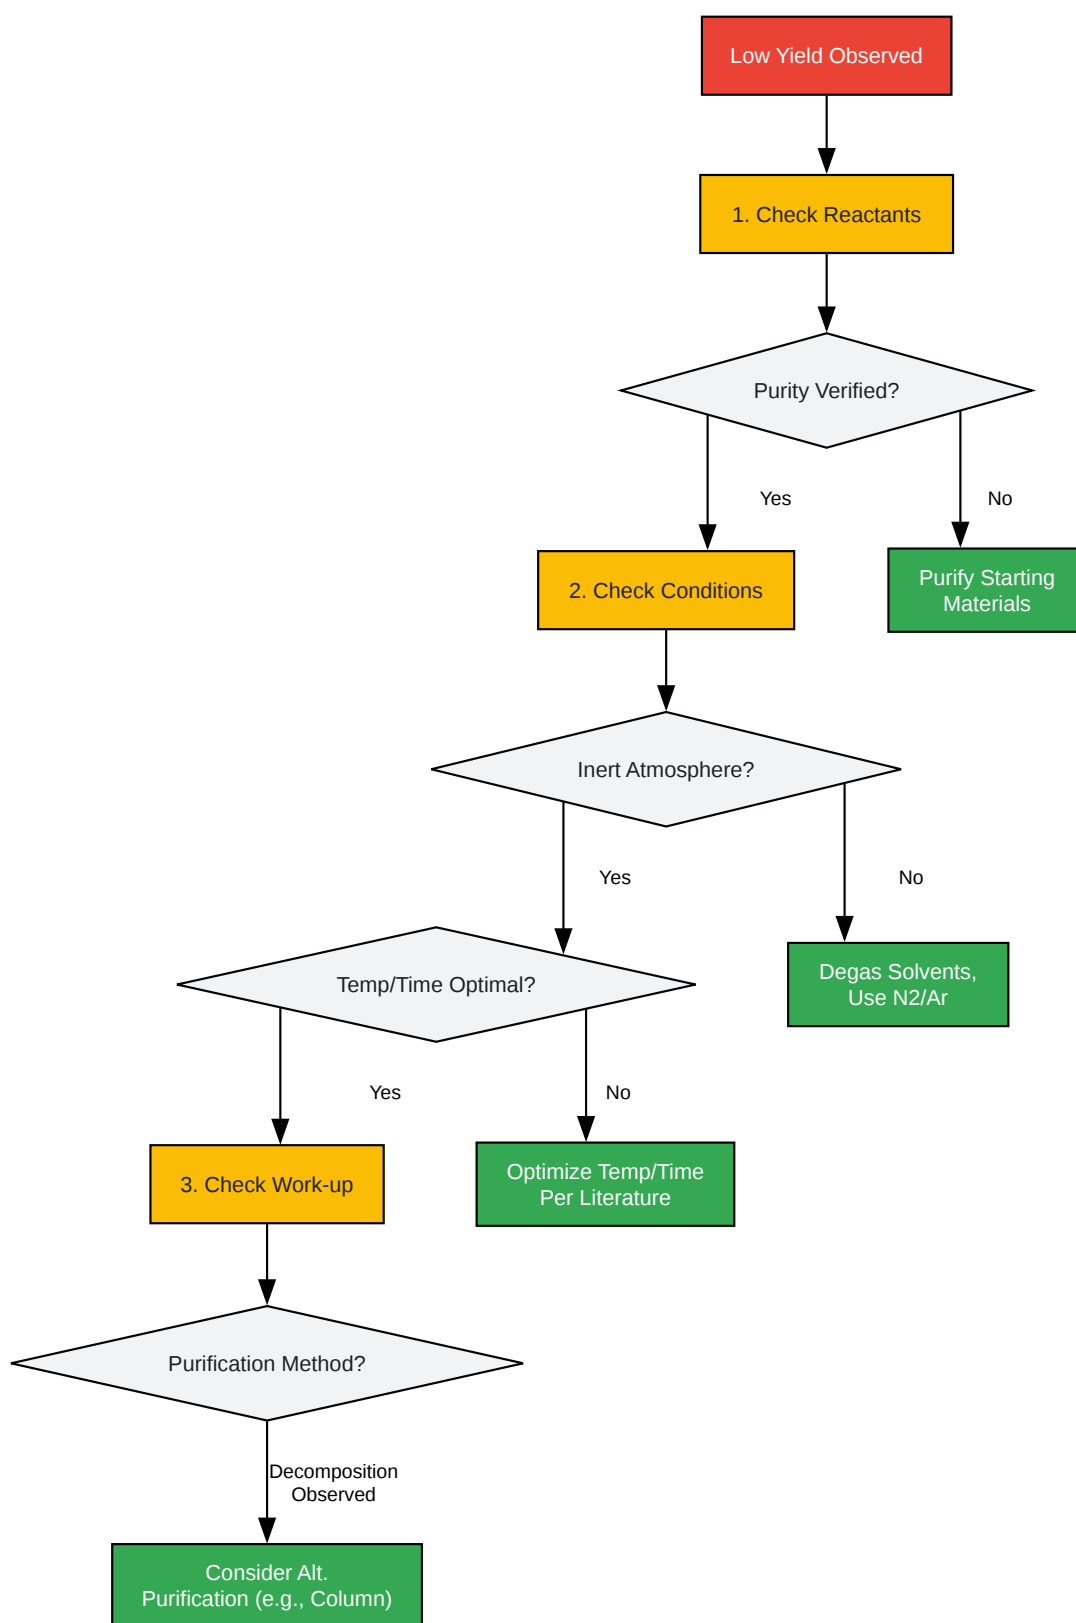 Low Yield Observed
1. Check Reactants
Purity Verified?
Yes
No
2. Check Conditions
Purify Starting
Materials
Inert Atmosphere?
Yes
No
Temp/Time Optimal?
Degas Solvents,
Use N2/Ar
Yes
No
3. Check Work-up
Optimize Temp/Time
Per Literature
Purification Method?
Decomposition
Observed
Consider Alt.
Purification (e.g., Column)